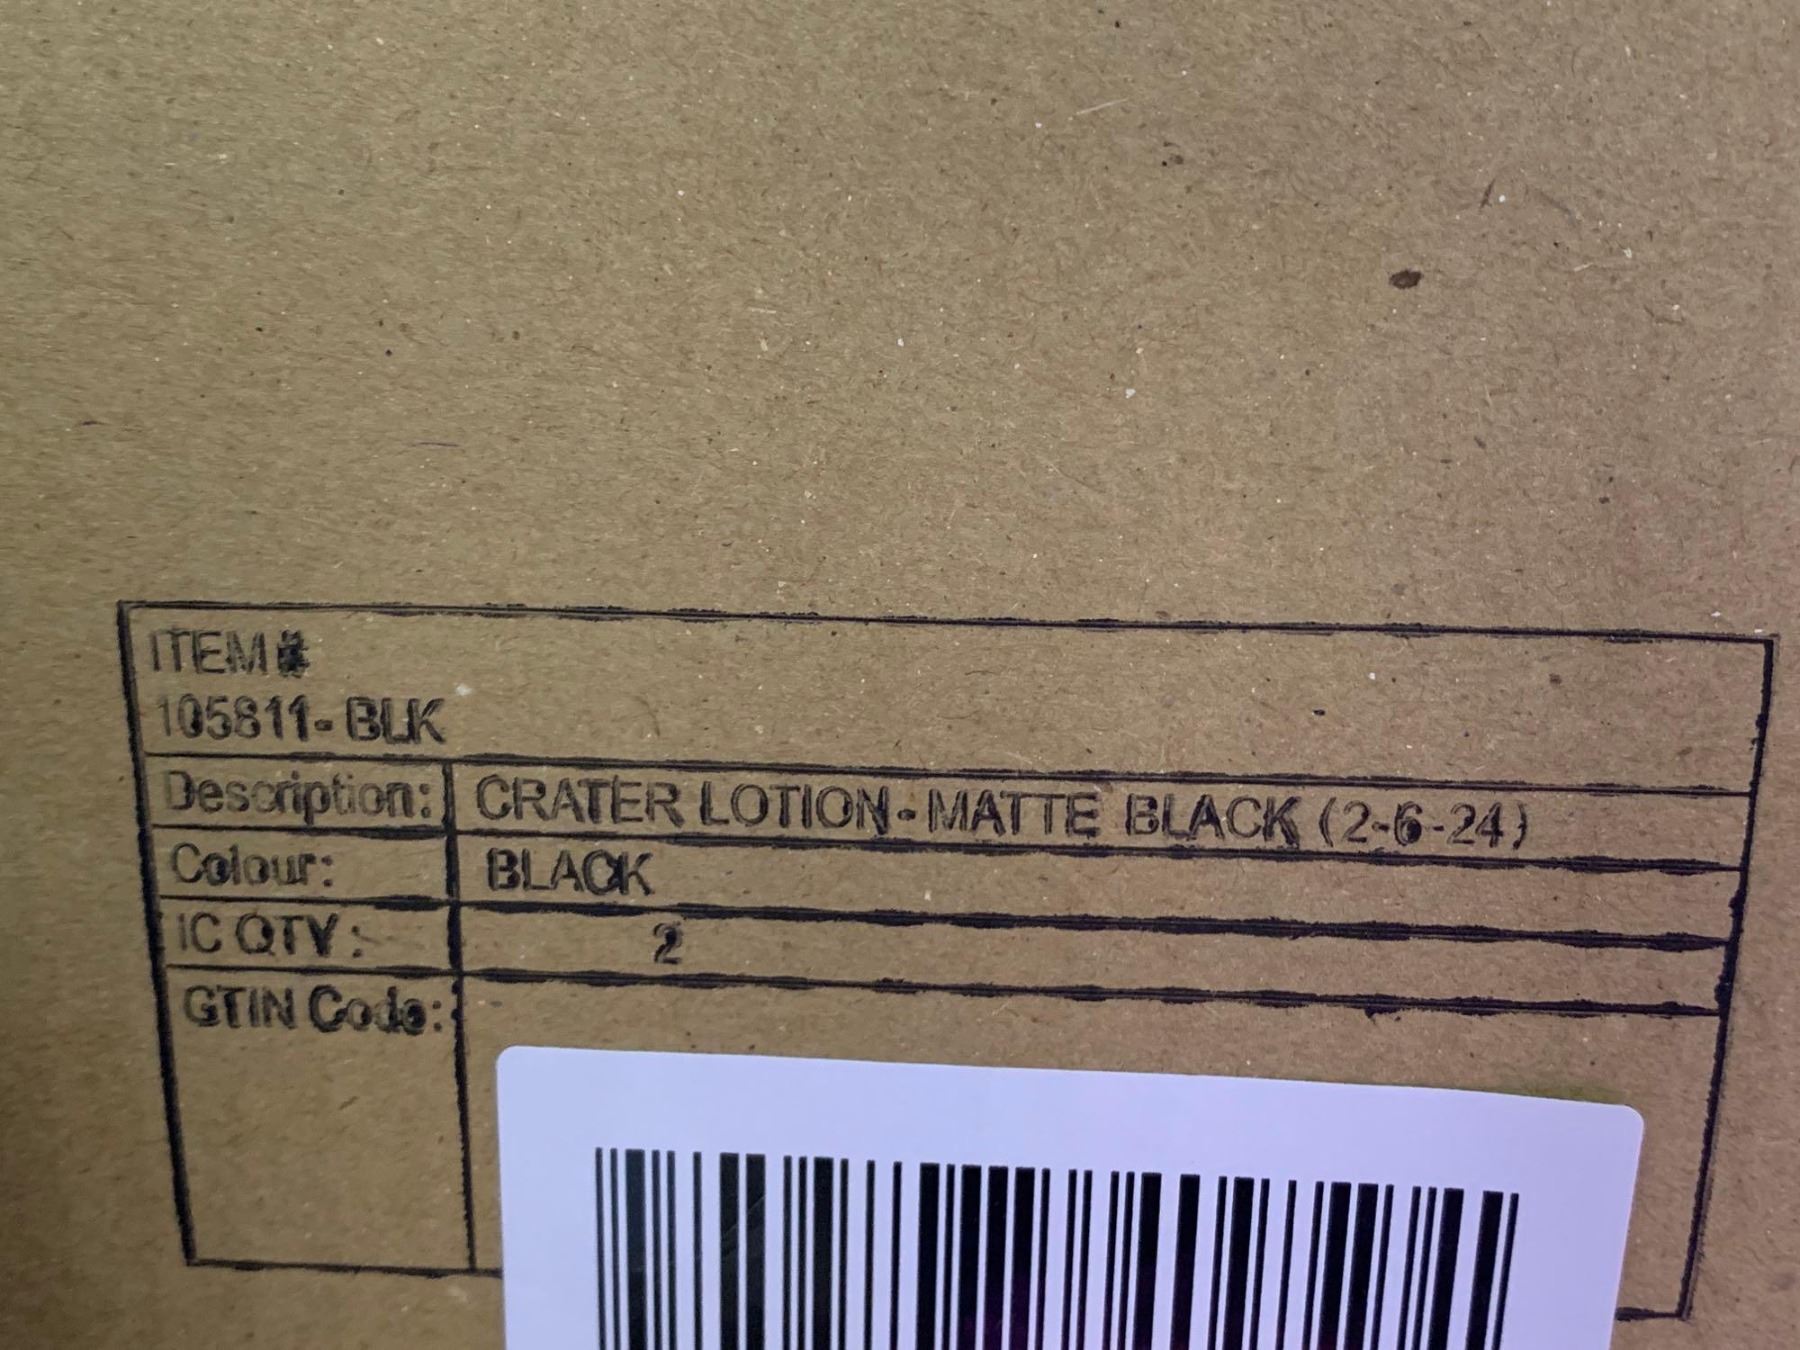 ITEM #
105811- BLK
Description: CRATER LOTION - MATTE BLACK (2-6-24)
Colour: BLACK
IC QTY: 2
GTIN Code: